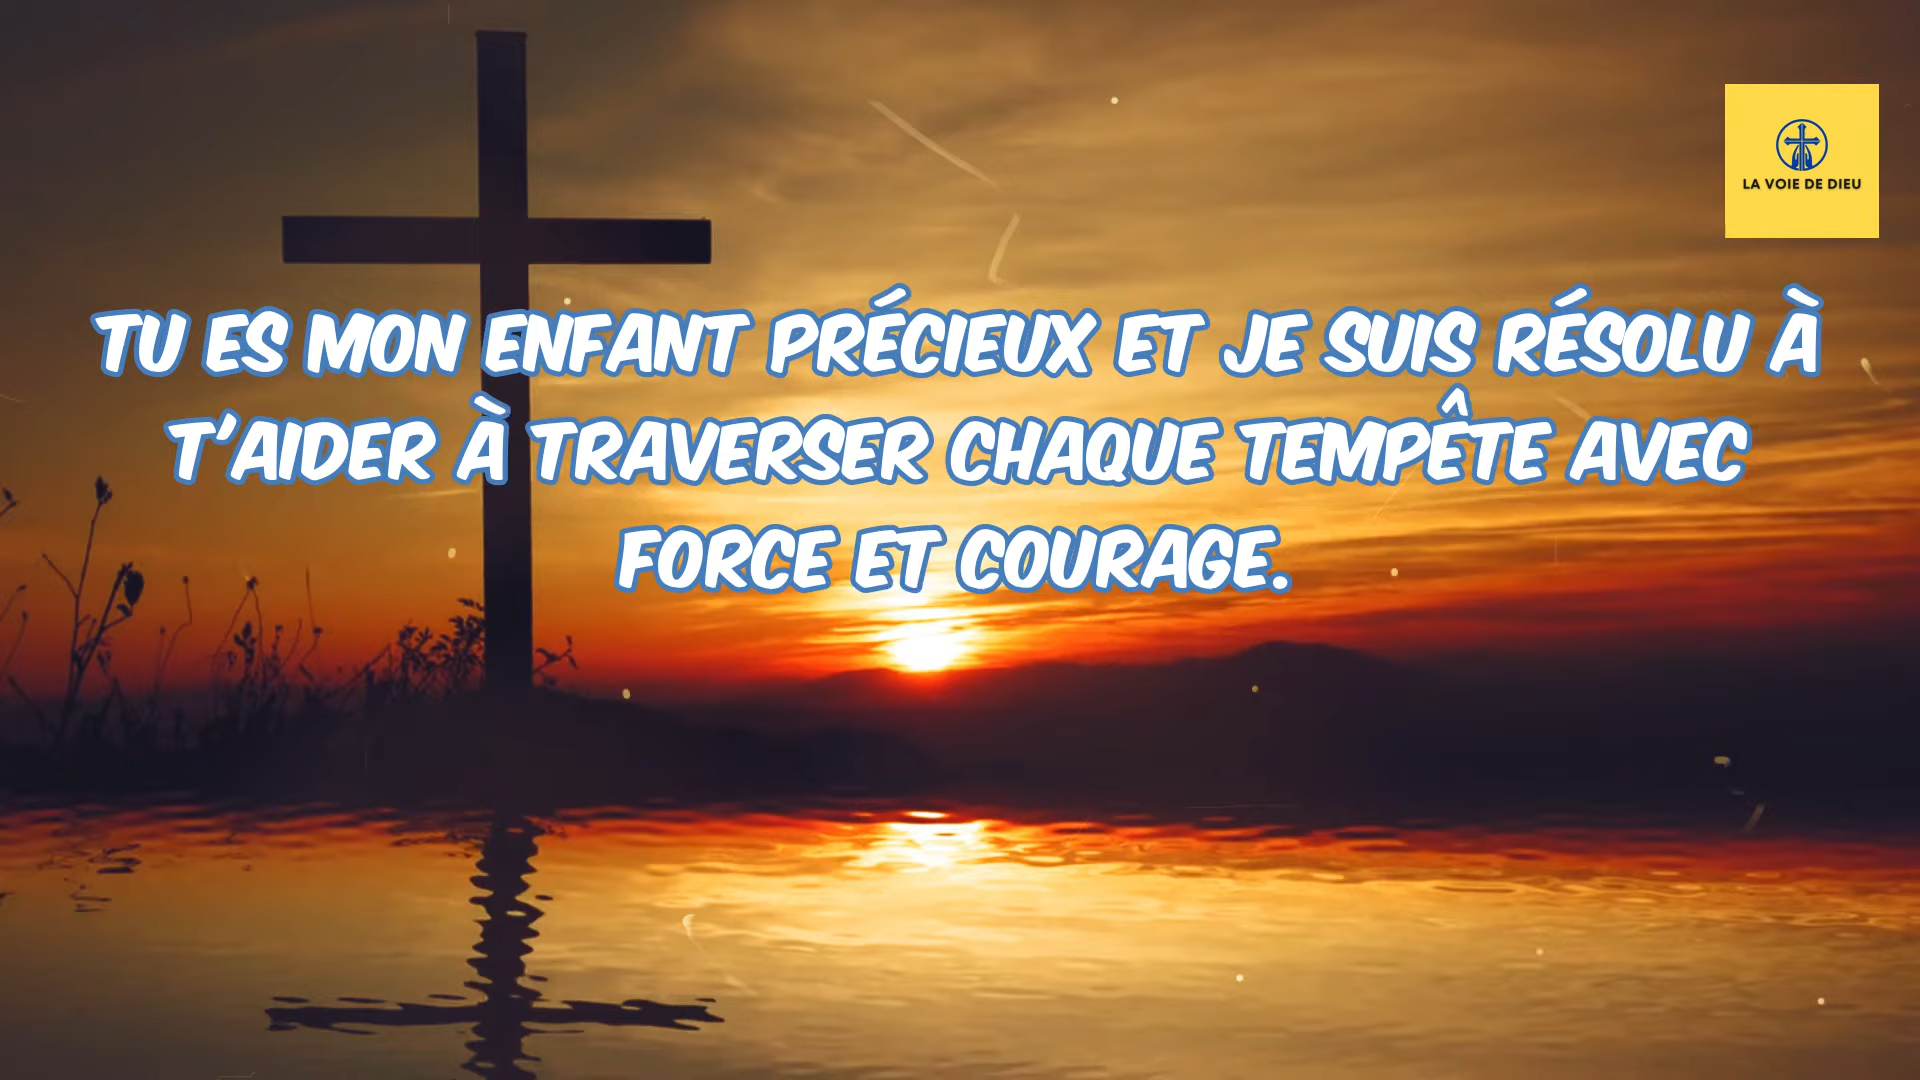 LA VOIE DE DIEU
TU ES MON ENFANT PRÉCIEUX ET JE SUIS RÉSOLU À
T'AIDER À TRAVERSER CHAQUE TEMPÊTE AVEC
FORCE ET COURAGE.